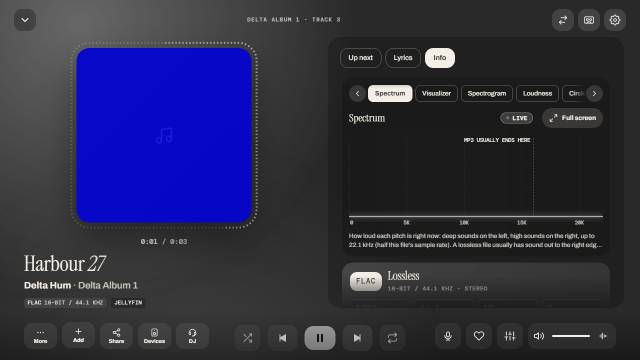 DELTA ALBUM 1 · TRACK 3
Up next
Lyrics
Info
Spectrum
Visualizer
Spectrogram
Loudness
Spectrum
LIVE
Full screen
MP3 USUALLY ENDS HERE
0
5K
10K
15K
20K
How loud each pitch is right now: deep sounds on the left, high sounds on the right, up to
22.1 kHz (half this file's sample rate). A lossless file usually has sound out to the right edg...
FLAC
Lossless
16-BIT / 44.1 KHZ · STEREO
0:01 / 0:03
Harbour 27
Delta Hum · Delta Album 1
FLAC 16-BIT / 44.1 KHZ
JELLYFIN
More
Add
Share
Devices
DJ